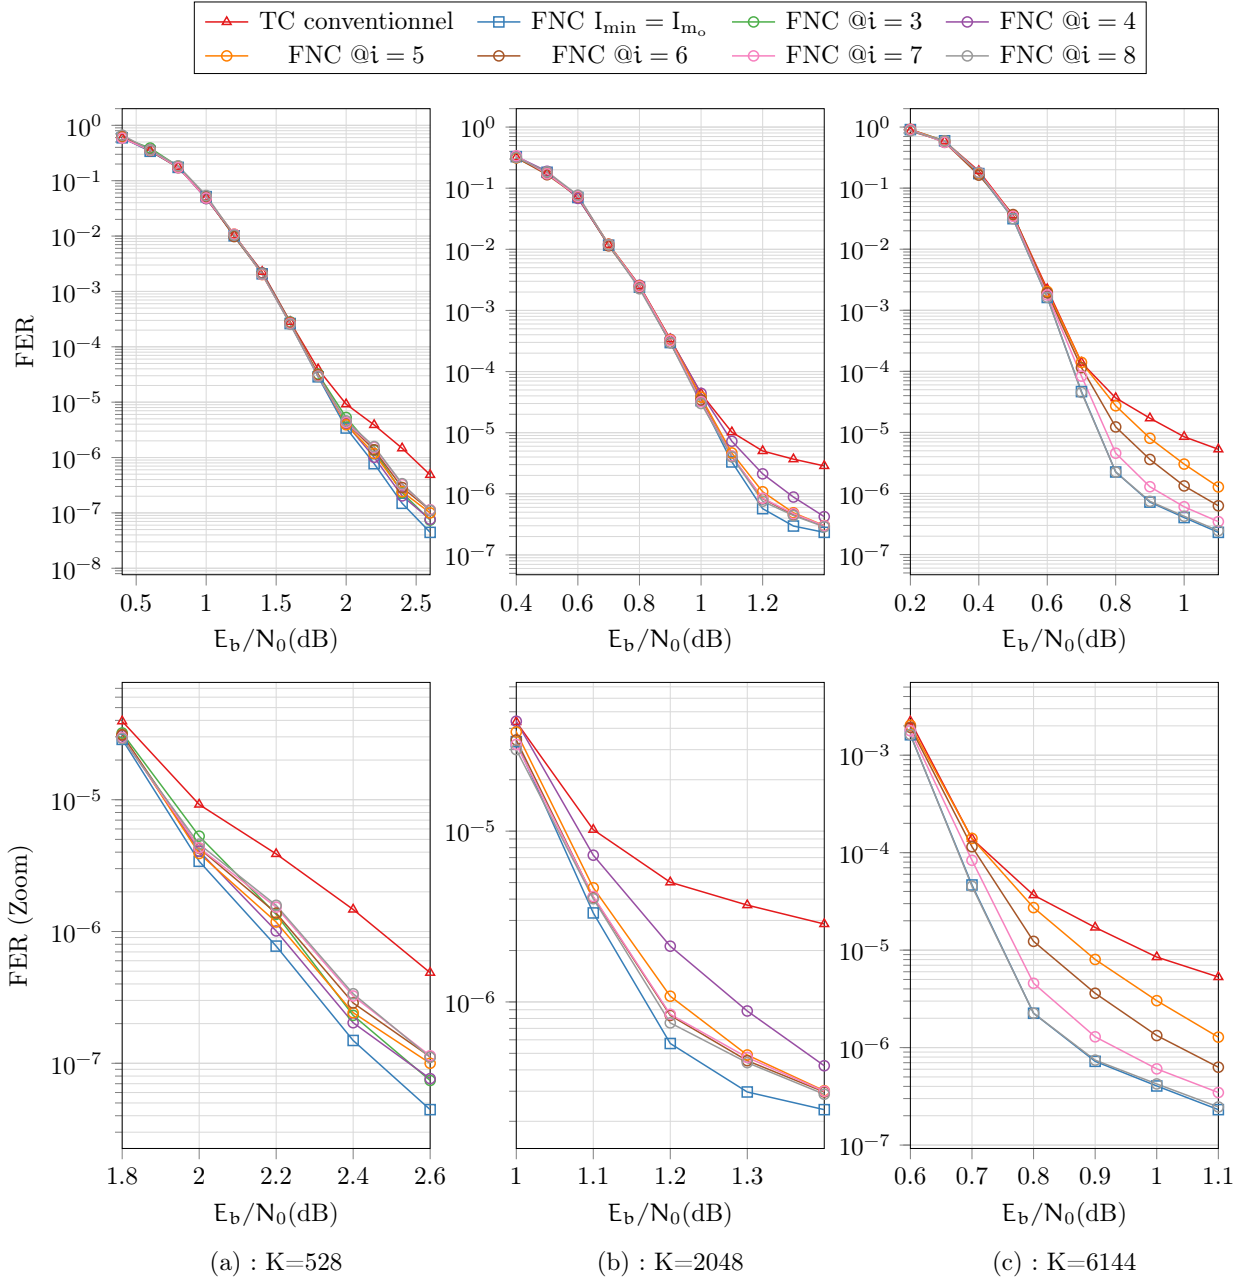 TC conventionnel FNC I_min = I_mo FNC @i = 3 FNC @i = 4
FNC @i = 5 FNC @i = 6 FNC @i = 7 FNC @i = 8
FER
10^0
10^-1
10^-2
10^-3
10^-4
10^-5
10^-6
10^-7
10^-8
0.5 1 1.5 2 2.5
E_b/N_0(dB)
10^0
10^-1
10^-2
10^-3
10^-4
10^-5
10^-6
10^-7
0.4 0.6 0.8 1 1.2
E_b/N_0(dB)
10^0
10^-1
10^-2
10^-3
10^-4
10^-5
10^-6
10^-7
0.2 0.4 0.6 0.8 1
E_b/N_0(dB)
FER (Zoom)
10^-5
10^-6
10^-7
1.8 2 2.2 2.4 2.6
E_b/N_0(dB)
(a) : K=528
10^-5
10^-6
1 1.1 1.2 1.3
E_b/N_0(dB)
(b) : K=2048
10^-3
10^-4
10^-5
10^-6
10^-7
0.6 0.7 0.8 0.9 1 1.1
E_b/N_0(dB)
(c) : K=6144